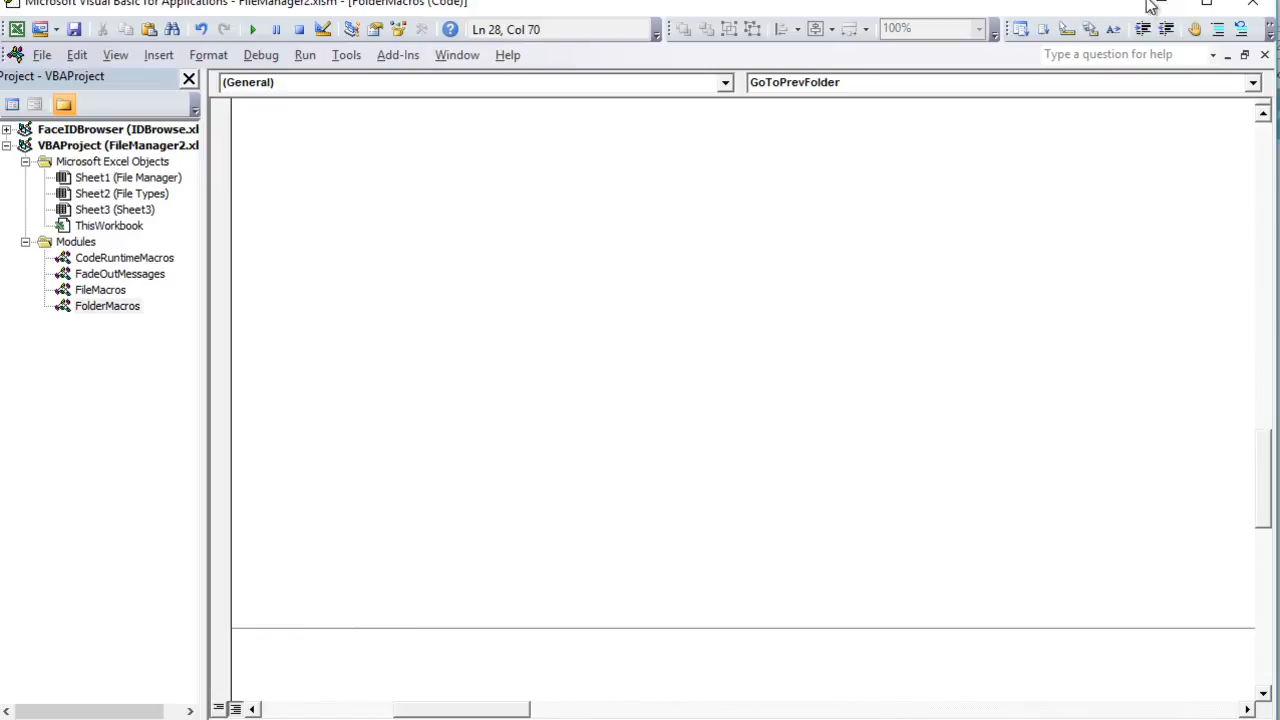 Microsoft Visual Basic for Applications - FileManager2.xlsm - [FolderMacros (Code)]
Ln 28, Col 70
100%
File Edit View Insert Format Debug Run Tools Add-Ins Window Help
Type a question for help
Project - VBAProject
(General)
GoToPrevFolder
FaceIDBrowser (IDBrowse.xl
VBAProject (FileManager2.xl
Microsoft Excel Objects
Sheet1 (File Manager)
Sheet2 (File Types)
Sheet3 (Sheet3)
ThisWorkbook
Modules
CodeRuntimeMacros
FadeOutMessages
FileMacros
FolderMacros